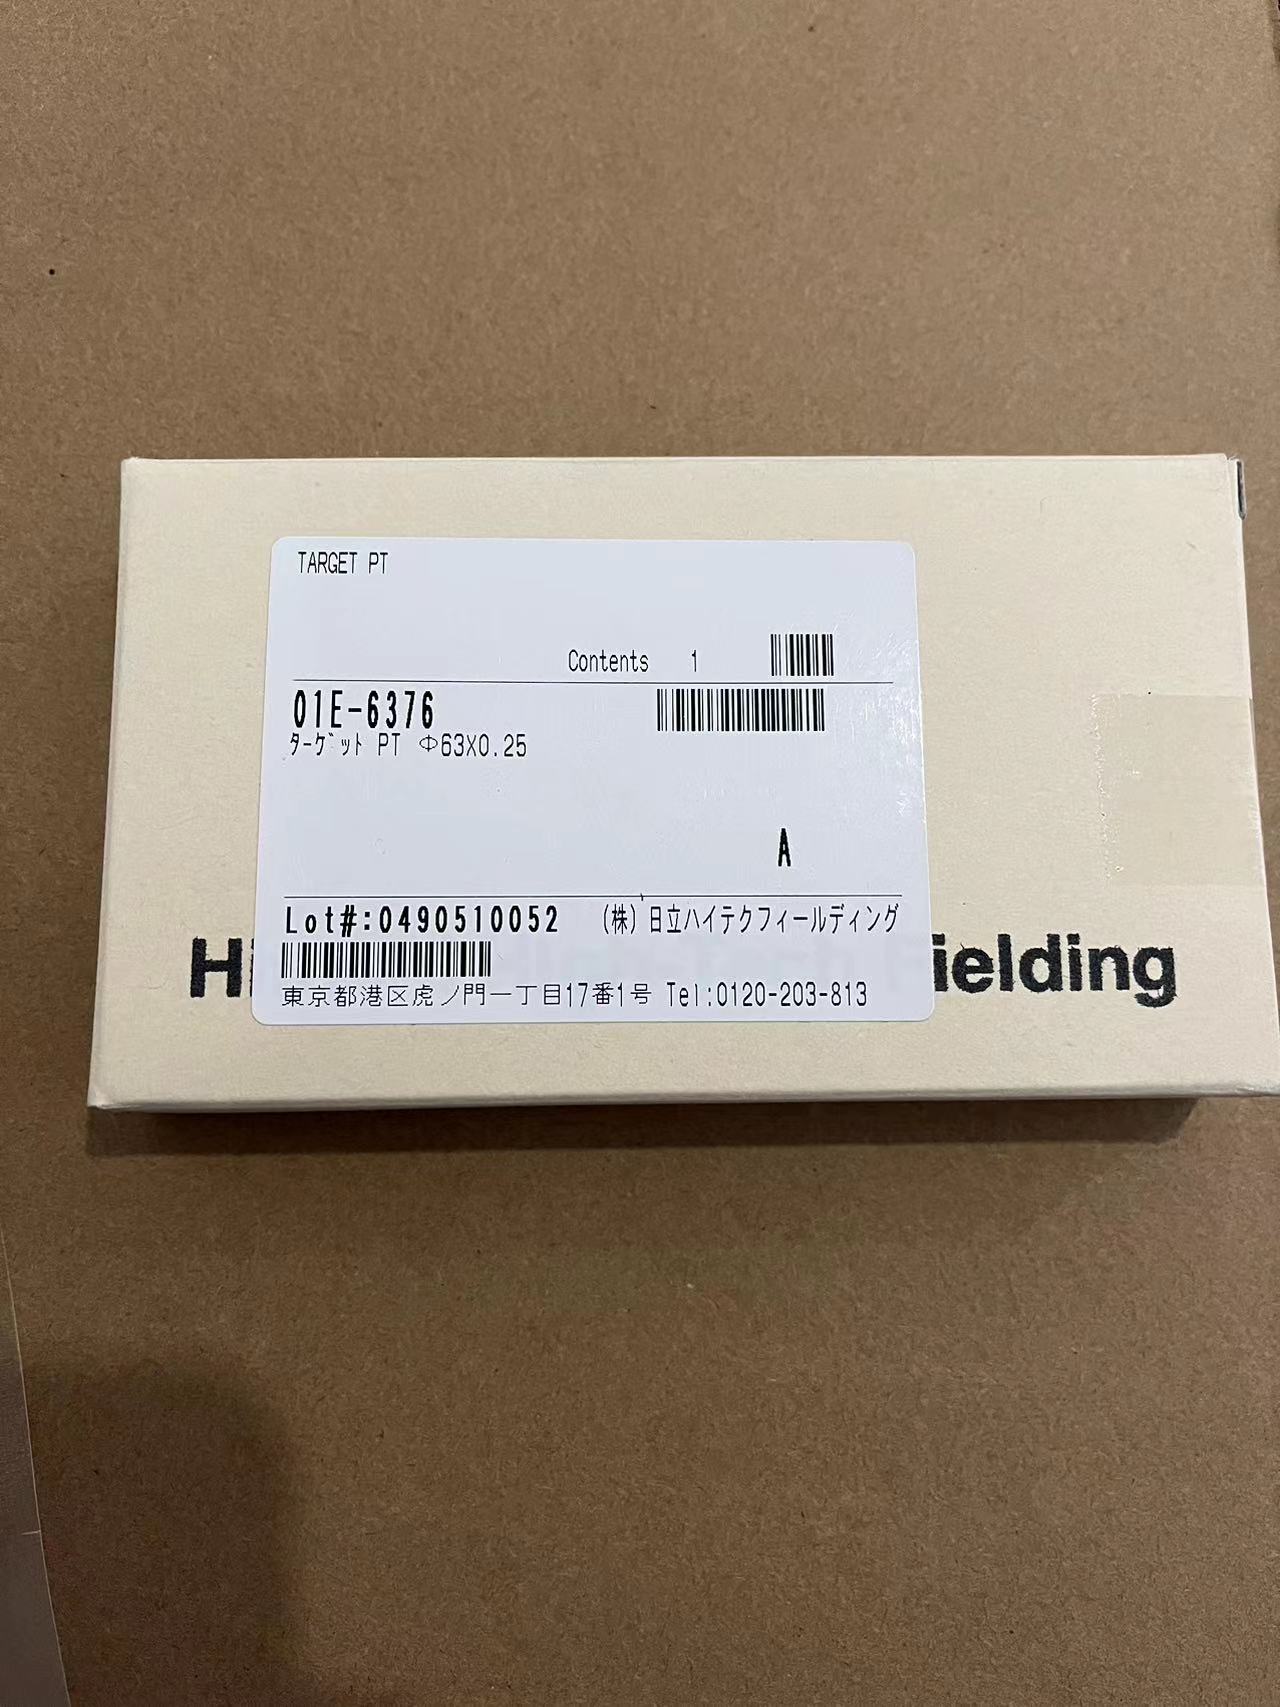 TARGET PT
Contents 1
01E-6376
ﾀｰｹﾞｯﾄ PT Φ63X0.25
A
Lot#:0490510052 (株)日立ハイテクフィールディング
ielding
東京都港区虎ノ門一丁目17番1号 Tel:0120-203-813